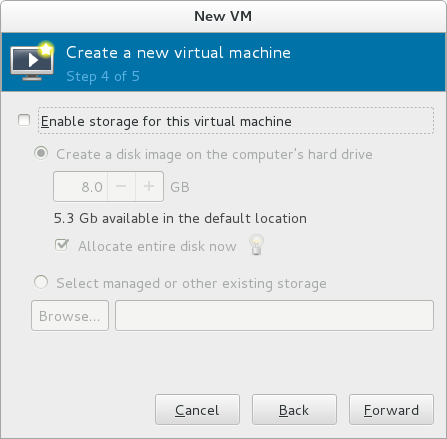 New VM
Create a new virtual machine
Step 4 of 5
Enable storage for this virtual machine
Create a disk image on the computer's hard drive
8.0 − + GB
5.3 Gb available in the default location
Allocate entire disk now
Select managed or other existing storage
Browse...
Cancel Back Forward